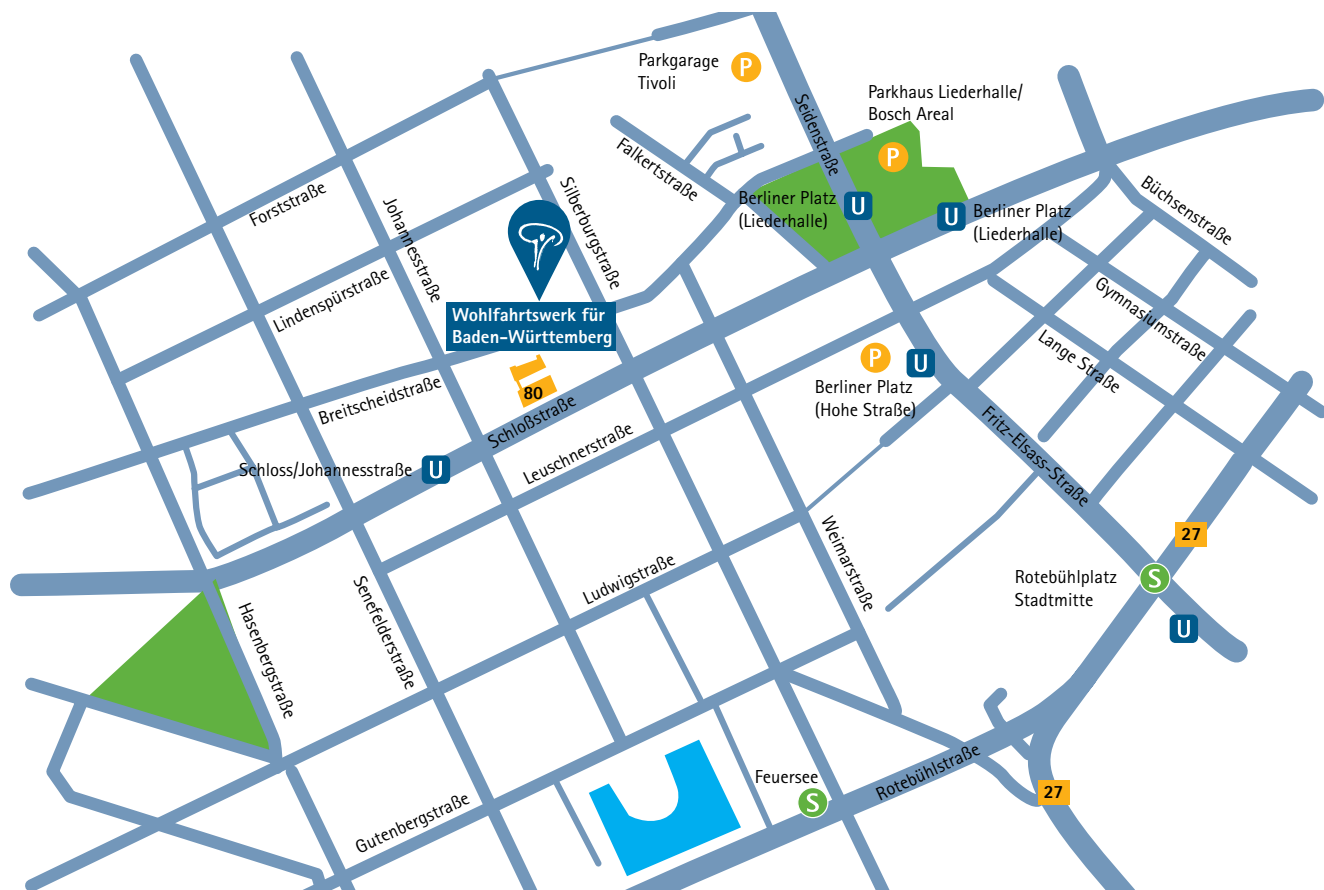 Parkgarage
Tivoli
P
Seidenstraße
Parkhaus Liederhalle/
Bosch Areal
P
Falkertstraße
Forststraße
Johannesstraße
Silberburgstraße
Berliner Platz
(Liederhalle)
U
U
Berliner Platz
(Liederhalle)
Büchsenstraße
Lindenspürstraße
Wohlfahrtswerk für
Baden-Württemberg
Gymnasiumstraße
Lange Straße
Breitscheidstraße
80
P
U
Berliner Platz
(Hohe Straße)
Schloßstraße
Leuschnerstraße
Fritz-Elsass-Straße
Schloss/Johannesstraße
U
Weimarstraße
27
Ludwigstraße
Rotebühlplatz
Stadtmitte
S
U
Hasenbergstraße
Senefelderstraße
Feuersee
S
Rotebühlstraße
27
Gutenbergstraße